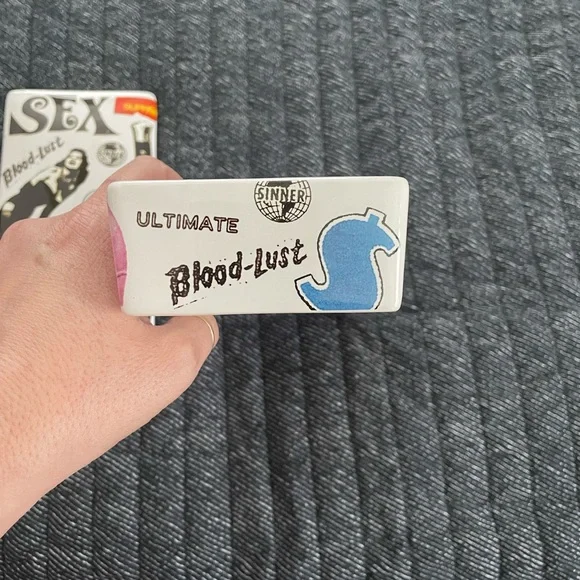 SEX
Blood-Lust
SINNER
ULTIMATE
Blood-Lust